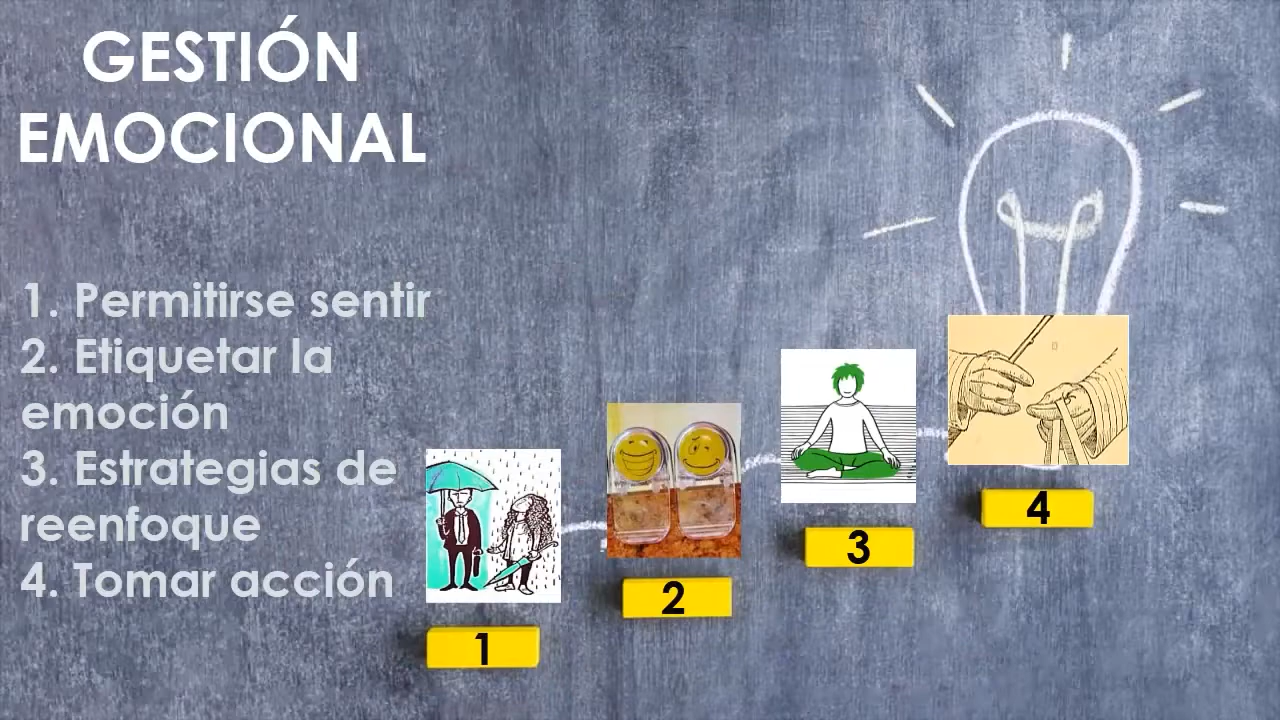 GESTIÓN
EMOCIONAL
1. Permitirse sentir
2. Etiquetar la
emoción
3. Estrategias de
reenfoque
4. Tomar acción
1
2
3
4